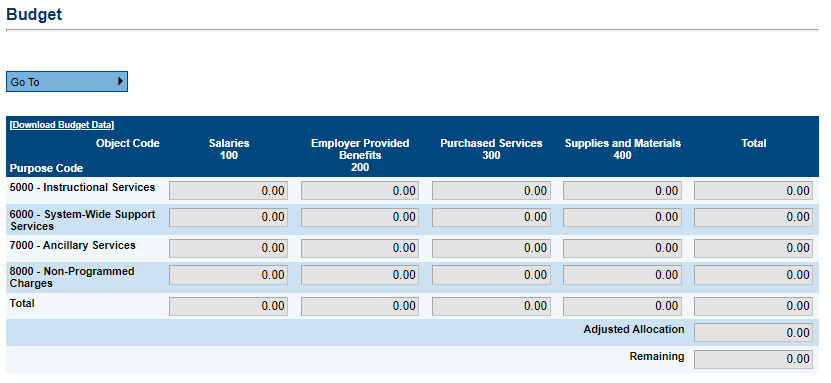 Budget
Go To
[Download Budget Data]
Object Code Salaries Employer Provided Purchased Services Supplies and Materials Total
100 Benefits 300 400
Purpose Code 200
5000 - Instructional Services 0.00 0.00 0.00 0.00 0.00
6000 - System-Wide Support 0.00 0.00 0.00 0.00 0.00
Services
7000 - Ancillary Services 0.00 0.00 0.00 0.00 0.00
8000 - Non-Programmed 0.00 0.00 0.00 0.00 0.00
Charges
Total 0.00 0.00 0.00 0.00 0.00
Adjusted Allocation 0.00
Remaining 0.00